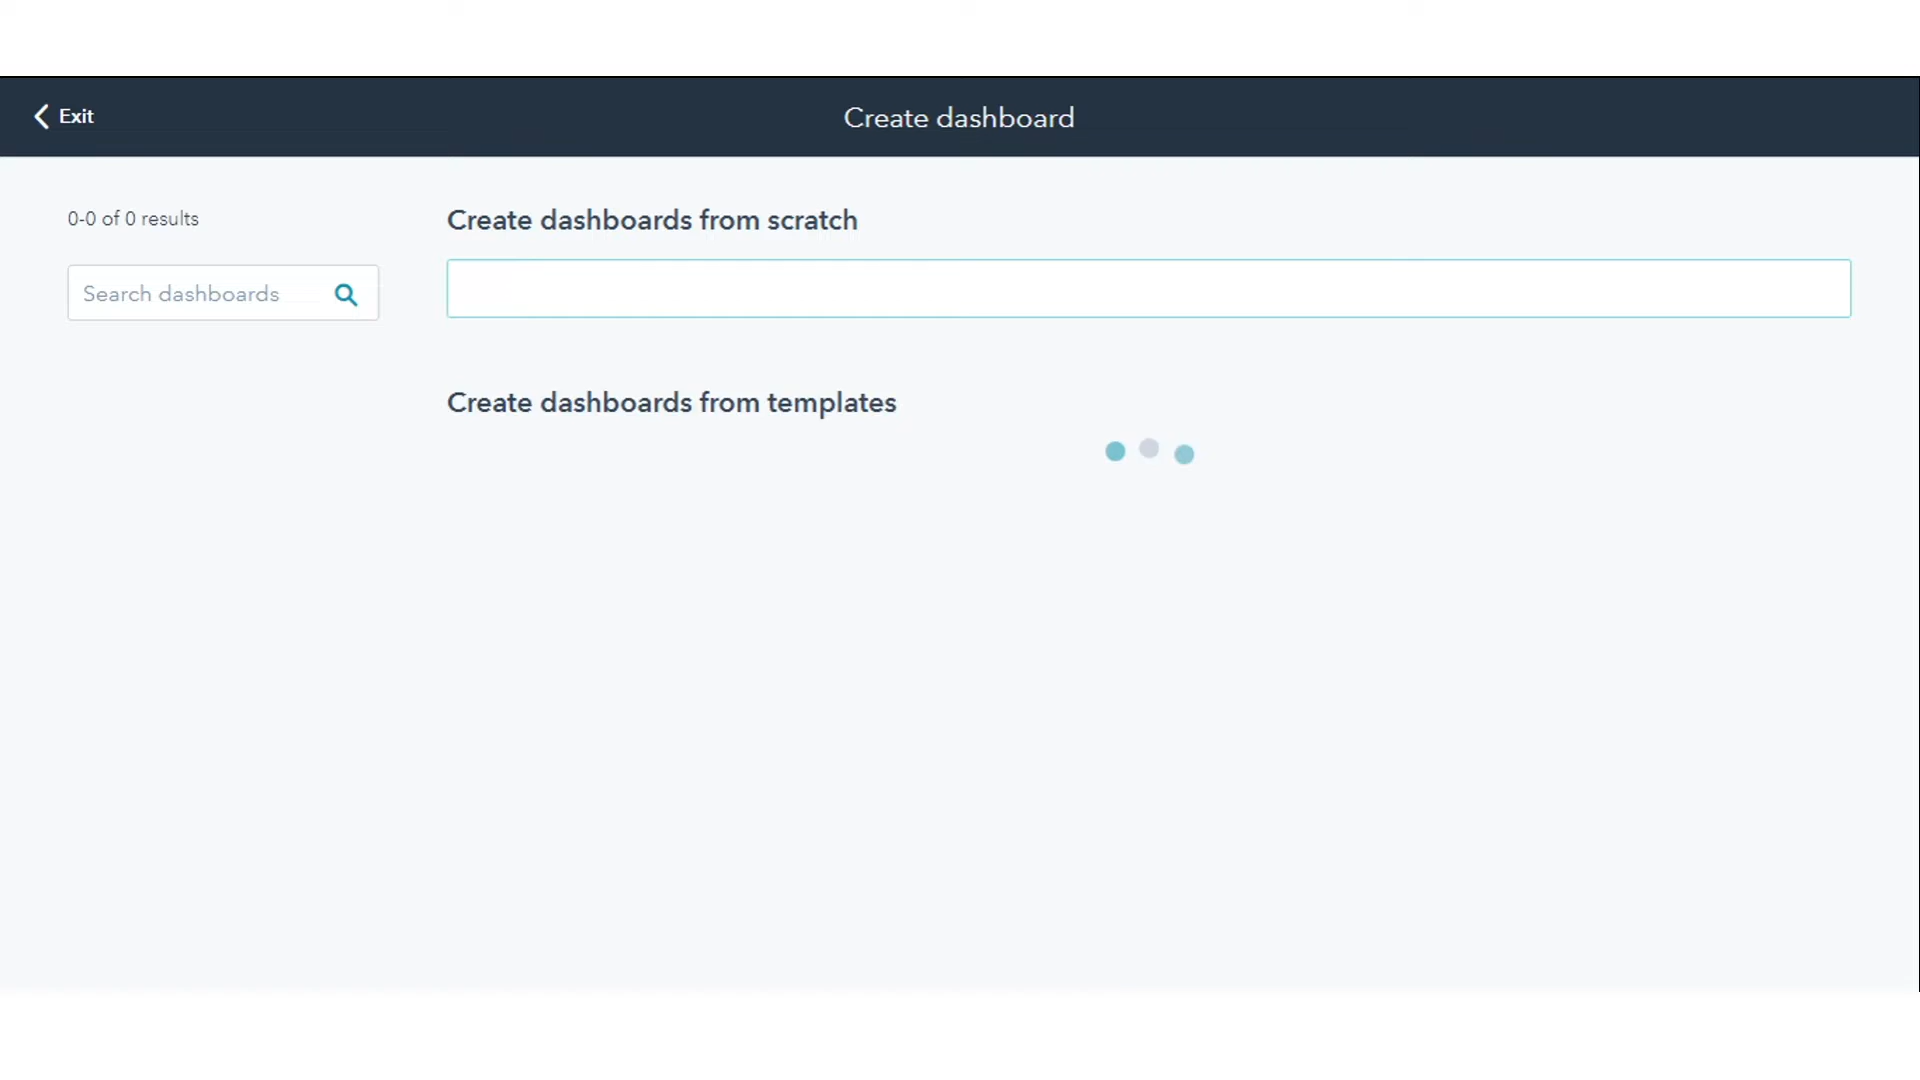 Exit
Create dashboard
0-0 of 0 results
Search dashboards
Create dashboards from scratch
Create dashboards from templates